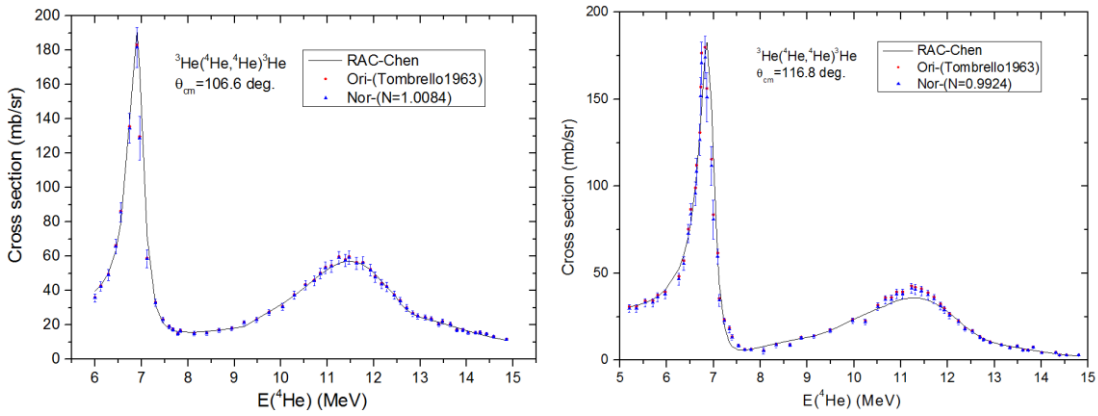 ³He(⁴He,⁴He)³He
θcm=106.6 deg.
RAC-Chen
Ori-(Tombrello1963)
Nor-(N=1.0084)
Cross section (mb/sr)
200
180
160
140
120
100
80
60
40
20
0
6 7 8 9 10 11 12 13 14 15
E(⁴He) (MeV)
³He(⁴He,⁴He)³He
θcm=116.8 deg.
RAC-Chen
Ori-(Tombrello1963)
Nor-(N=0.9924)
Cross section (mb/sr)
200
150
100
50
0
5 6 7 8 9 10 11 12 13 14 15
E(⁴He) (MeV)